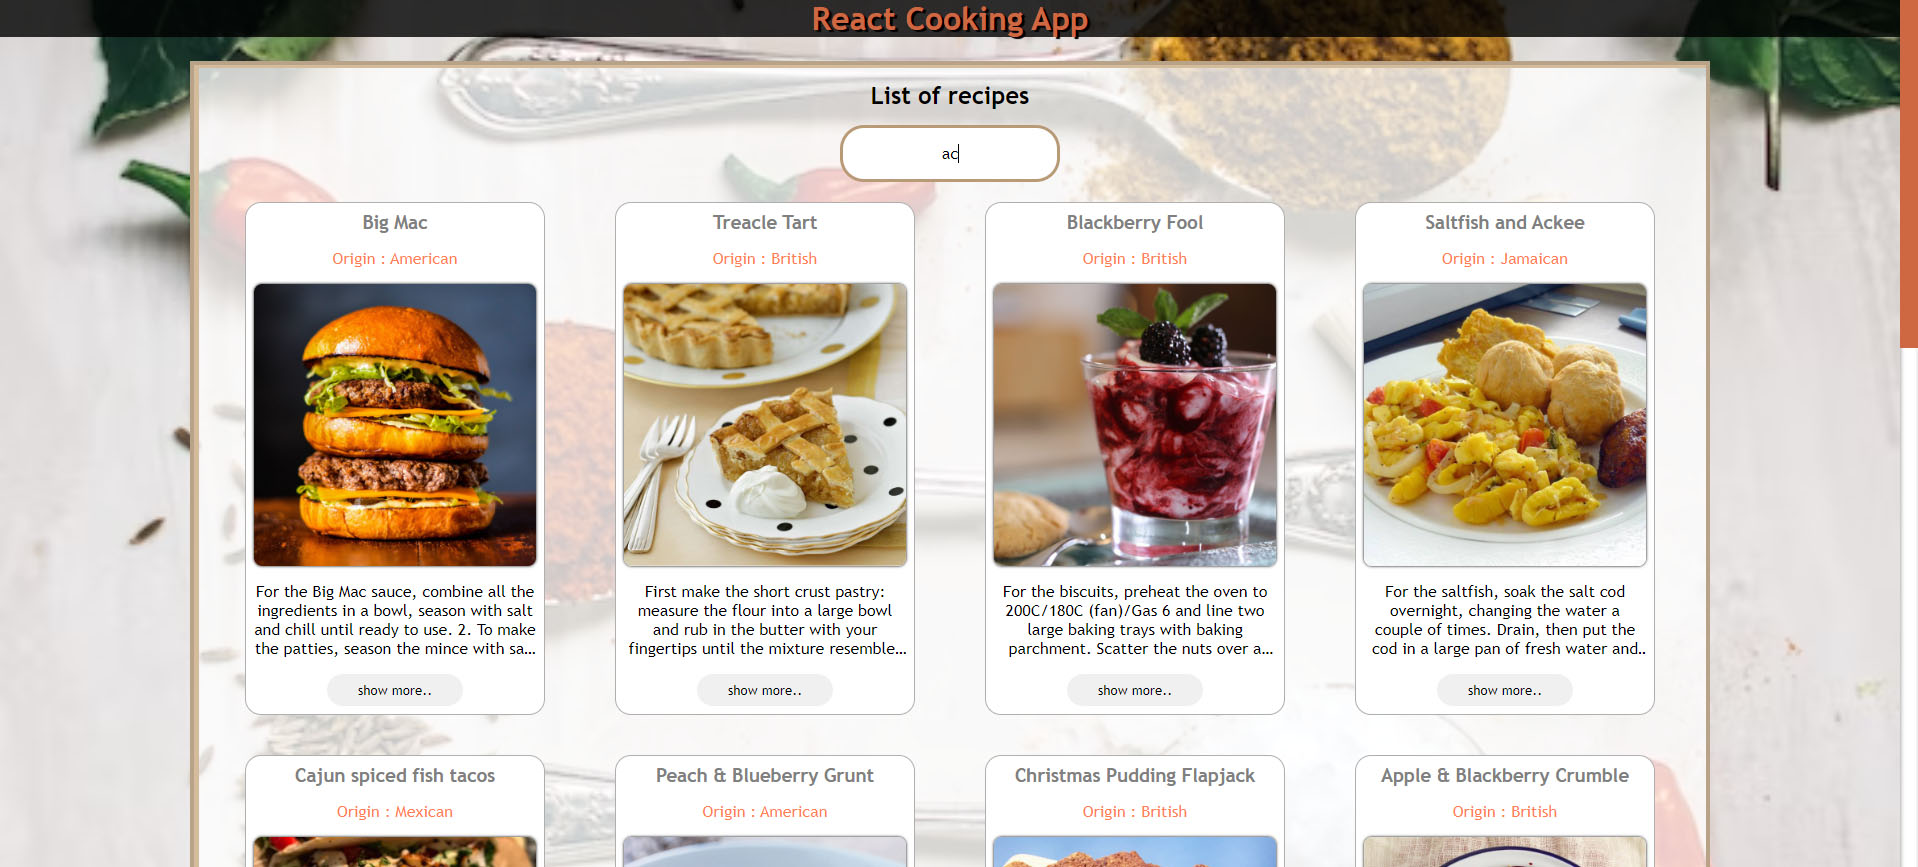 React Cooking App
List of recipes
ac
Big Mac
Origin : American
For the Big Mac sauce, combine all the
ingredients in a bowl, season with salt
and chill until ready to use. 2. To make
the patties, season the mince with sa...
show more..
Treacle Tart
Origin : British
First make the short crust pastry:
measure the flour into a large bowl
and rub in the butter with your
fingertips until the mixture resemble...
show more..
Blackberry Fool
Origin : British
For the biscuits, preheat the oven to
200C/180C (fan)/Gas 6 and line two
large baking trays with baking
parchment. Scatter the nuts over a...
show more..
Saltfish and Ackee
Origin : Jamaican
For the saltfish, soak the salt cod
overnight, changing the water a
couple of times. Drain, then put the
cod in a large pan of fresh water and..
show more..
Cajun spiced fish tacos
Origin : Mexican
Peach & Blueberry Grunt
Origin : American
Christmas Pudding Flapjack
Origin : British
Apple & Blackberry Crumble
Origin : British